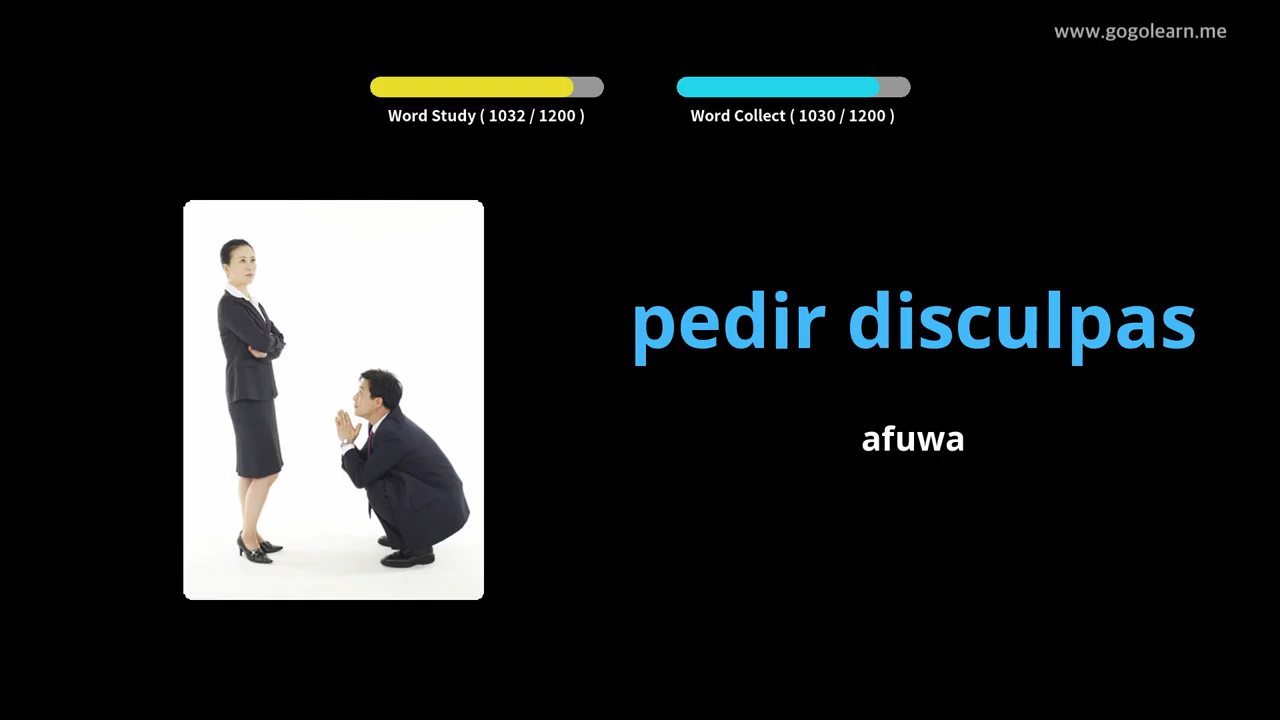 www.gogolearn.me
Word Study ( 1032 / 1200 )
Word Collect ( 1030 / 1200 )
pedir disculpas
afuwa